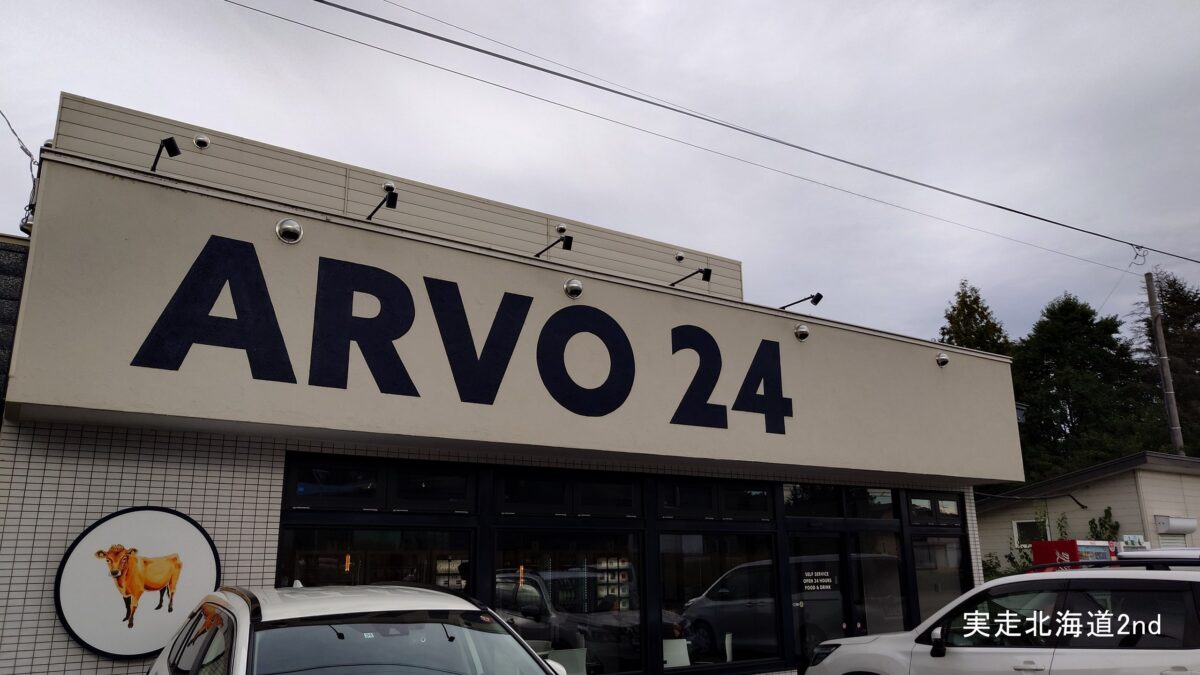 ARVO 24
SELF SERVICE
OPEN 24 HOURS
FOOD & DRINK
実走北海道2nd